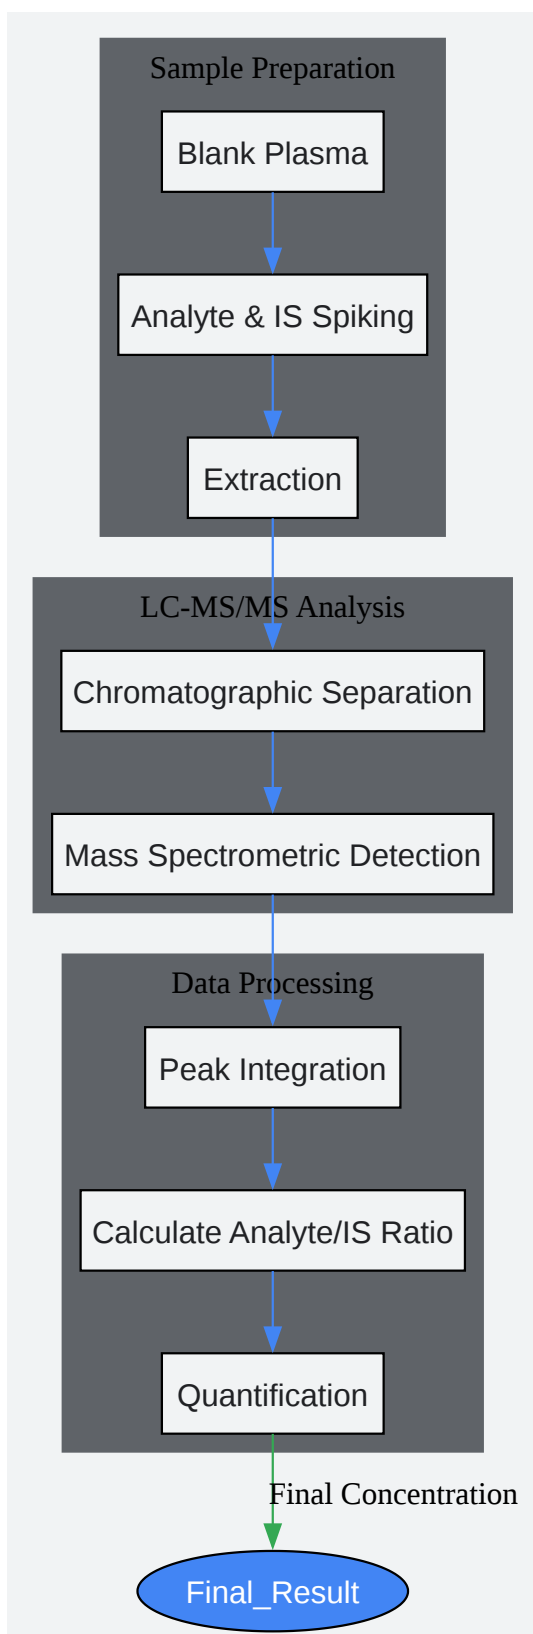 Sample Preparation
Blank Plasma
Analyte & IS Spiking
Extraction
LC-MS/MS Analysis
Chromatographic Separation
Mass Spectrometric Detection
Data Processing
Peak Integration
Calculate Analyte/IS Ratio
Quantification
Final Concentration
Final_Result